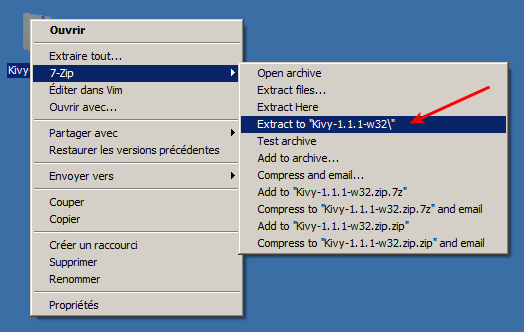 Kivy-
Ouvrir
Extraire tout...
7-Zip
Éditer dans Vim
Ouvrir avec...
Partager avec
Restaurer les versions précédentes
Envoyer vers
Couper
Copier
Créer un raccourci
Supprimer
Renommer
Propriétés
Open archive
Extract files...
Extract Here
Extract to "Kivy-1.1.1-w32\"
Test archive
Add to archive...
Compress and email...
Add to "Kivy-1.1.1-w32.zip.7z"
Compress to "Kivy-1.1.1-w32.zip.7z" and email
Add to "Kivy-1.1.1-w32.zip.zip"
Compress to "Kivy-1.1.1-w32.zip.zip" and email